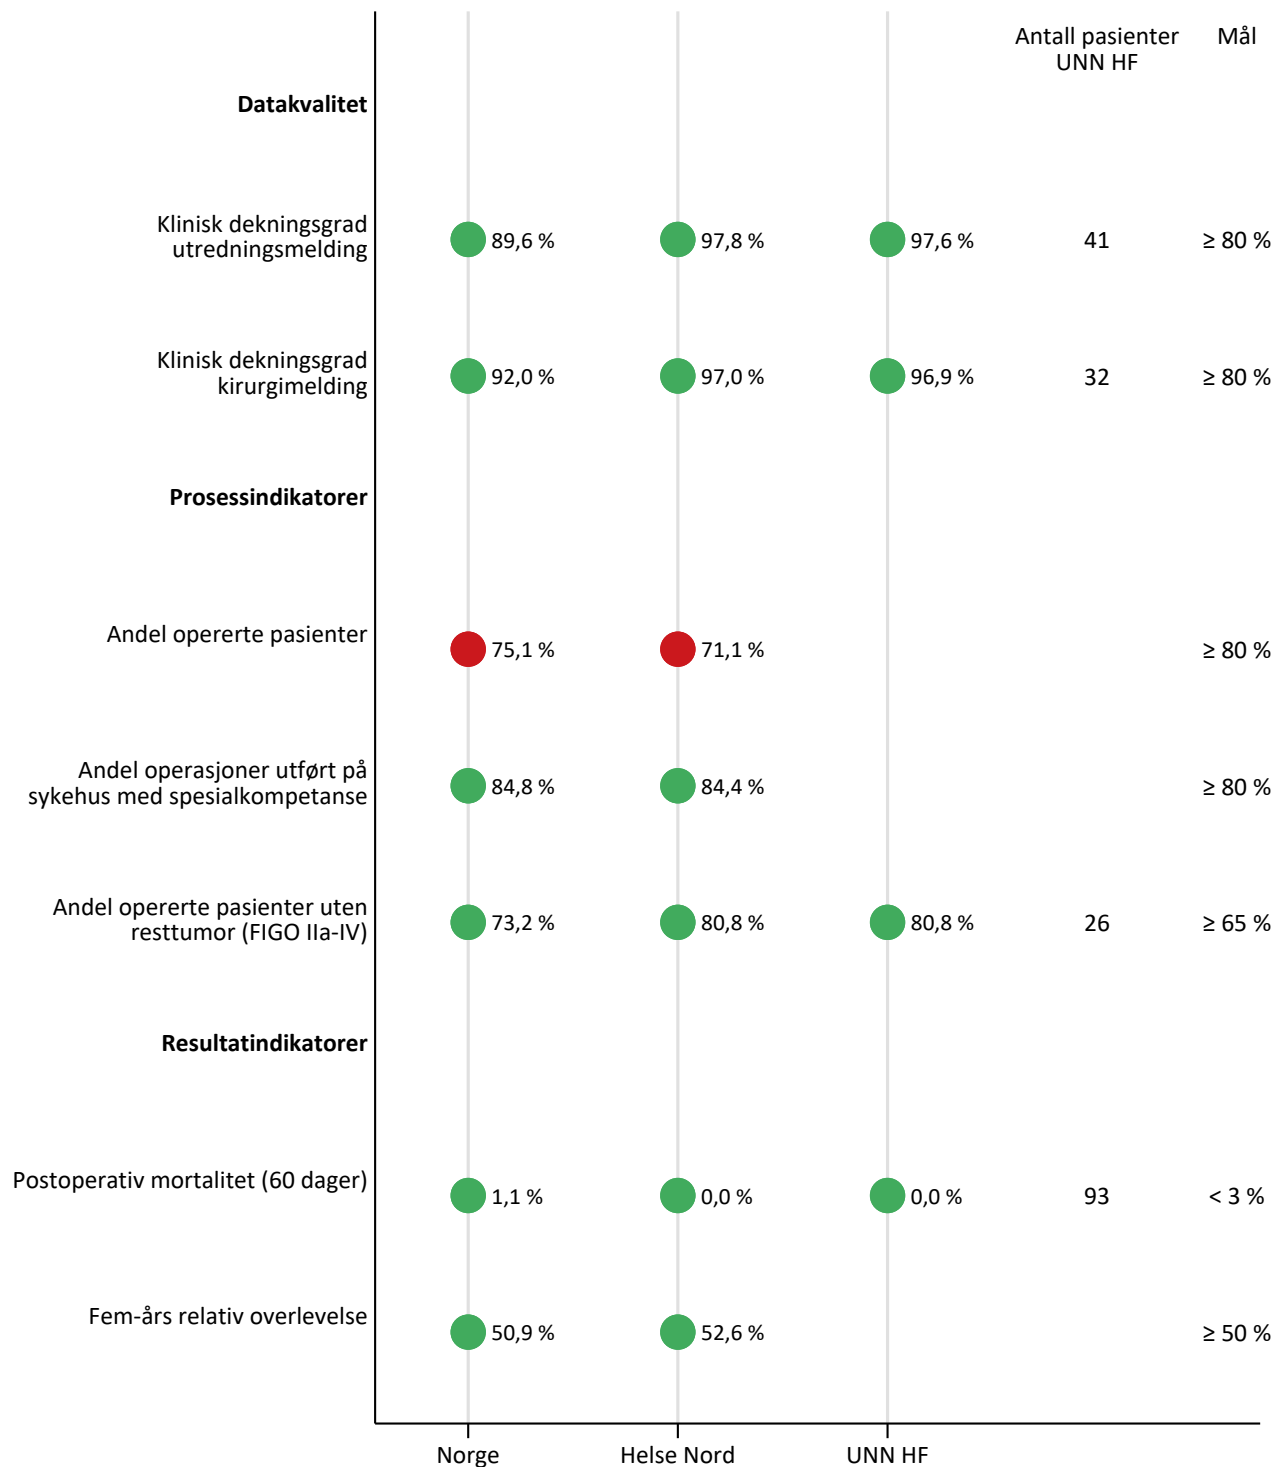 Antall pasienter
UNN HF
Mål
Datakvalitet
Klinisk dekningsgrad
utredningsmelding
89,6 %
97,8 %
97,6 %
41
≥ 80 %
Klinisk dekningsgrad
kirurgimelding
92,0 %
97,0 %
96,9 %
32
≥ 80 %
Prosessindikatorer
Andel opererte pasienter
75,1 %
71,1 %
≥ 80 %
Andel operasjoner utført på
sykehus med spesialkompetanse
84,8 %
84,4 %
≥ 80 %
Andel opererte pasienter uten
resttumor (FIGO IIa-IV)
73,2 %
80,8 %
80,8 %
26
≥ 65 %
Resultatindikatorer
Postoperativ mortalitet (60 dager)
1,1 %
0,0 %
0,0 %
93
< 3 %
Fem-års relativ overlevelse
50,9 %
52,6 %
≥ 50 %
Norge
Helse Nord
UNN HF